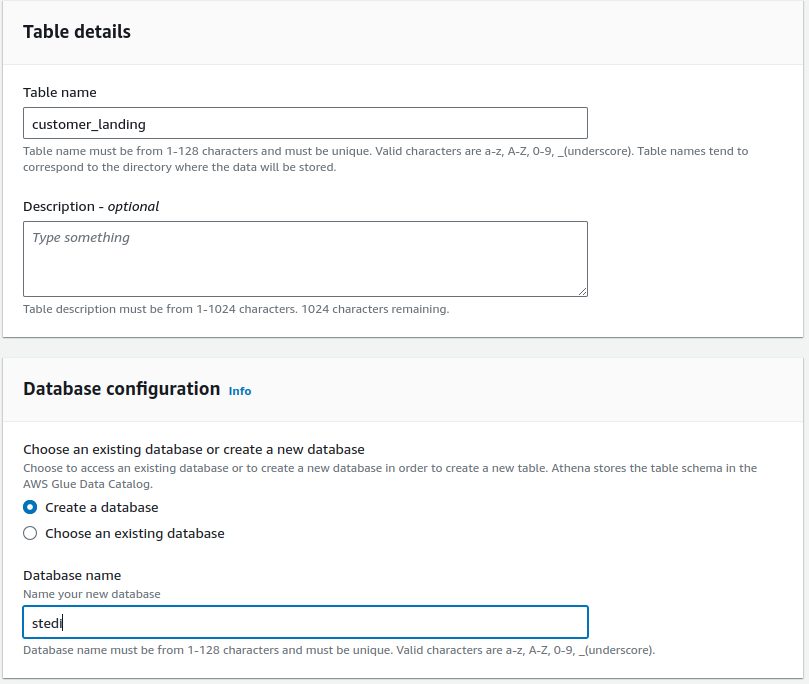 Table details
Table name
customer_landing
Table name must be from 1-128 characters and must be unique. Valid characters are a-z, A-Z, 0-9, _(underscore). Table names tend to
correspond to the directory where the data will be stored.
Description - optional
Type something
Table description must be from 1-1024 characters. 1024 characters remaining.
Database configuration Info
Choose an existing database or create a new database
Choose to access an existing database or to create a new database in order to create a new table. Athena stores the table schema in the
AWS Glue Data Catalog.
Create a database
Choose an existing database
Database name
Name your new database
stedi
Database name must be from 1-128 characters and must be unique. Valid characters are a-z, A-Z, 0-9, _(underscore).